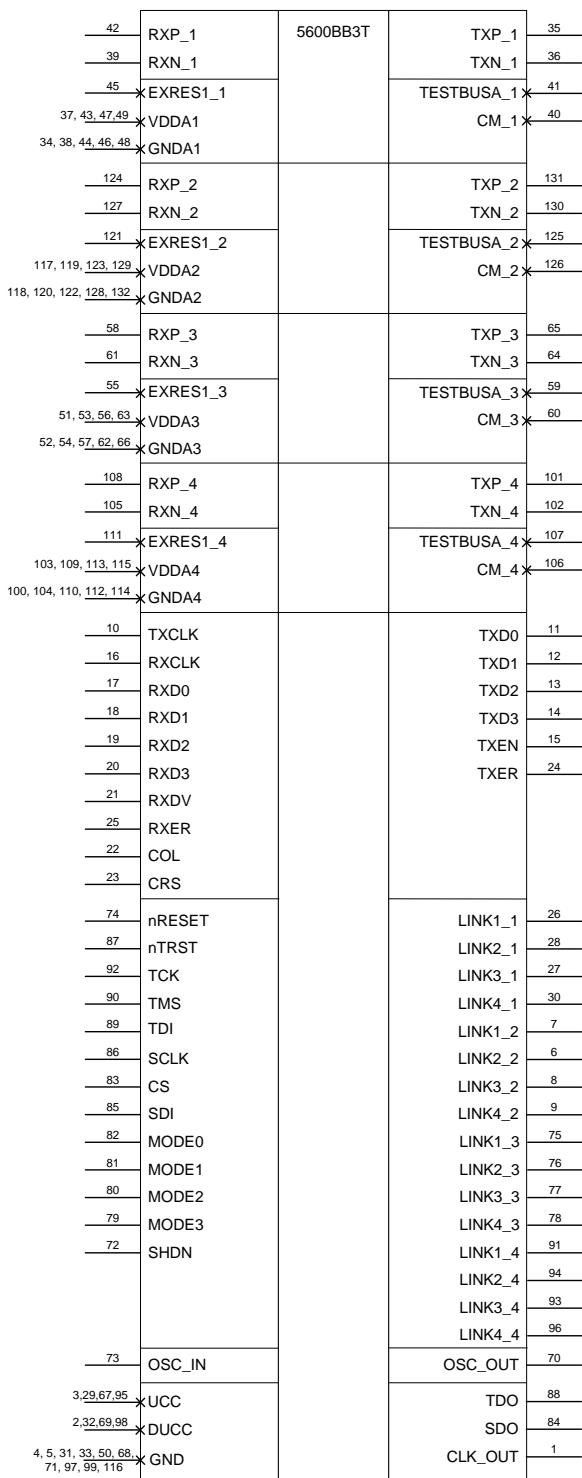 42 RXP_1 5600BB3T TXP_1 35
39 RXN_1 TXN_1 36
45 EXRES1_1 TESTBUSA_1 41
37, 43, 47,49 VDDA1 CM_1 40
34, 38, 44, 46, 48 GNDA1
124 RXP_2 TXP_2 131
127 RXN_2 TXN_2 130
121 EXRES1_2 TESTBUSA_2 125
117, 119, 123, 129 VDDA2 CM_2 126
118, 120, 122, 128, 132 GNDA2
58 RXP_3 TXP_3 65
61 RXN_3 TXN_3 64
55 EXRES1_3 TESTBUSA_3 59
51, 53, 56, 63 VDDA3 CM_3 60
52, 54, 57, 62, 66 GNDA3
108 RXP_4 TXP_4 101
105 RXN_4 TXN_4 102
111 EXRES1_4 TESTBUSA_4 107
103, 109, 113, 115 VDDA4 CM_4 106
100, 104, 110, 112, 114 GNDA4
10 TXCLK TXD0 11
16 RXCLK TXD1 12
17 RXD0 TXD2 13
18 RXD1 TXD3 14
19 RXD2 TXEN 15
20 RXD3 TXER 24
21 RXDV
25 RXER
22 COL
23 CRS
74 nRESET LINK1_1 26
87 nTRST LINK2_1 28
92 TCK LINK3_1 27
90 TMS LINK4_1 30
89 TDI LINK1_2 7
86 SCLK LINK2_2 6
83 CS LINK3_2 8
85 SDI LINK4_2 9
82 MODE0 LINK1_3 75
81 MODE1 LINK2_3 76
80 MODE2 LINK3_3 77
79 MODE3 LINK4_3 78
72 SHDN LINK1_4 91
LINK2_4 94
LINK3_4 93
LINK4_4 96
73 OSC_IN OSC_OUT 70
3,29,67,95 UCC TDO 88
2,32,69,98 DUCC SDO 84
4, 5, 31, 33, 50, 68, GND CLK_OUT 1
71, 97, 99, 116